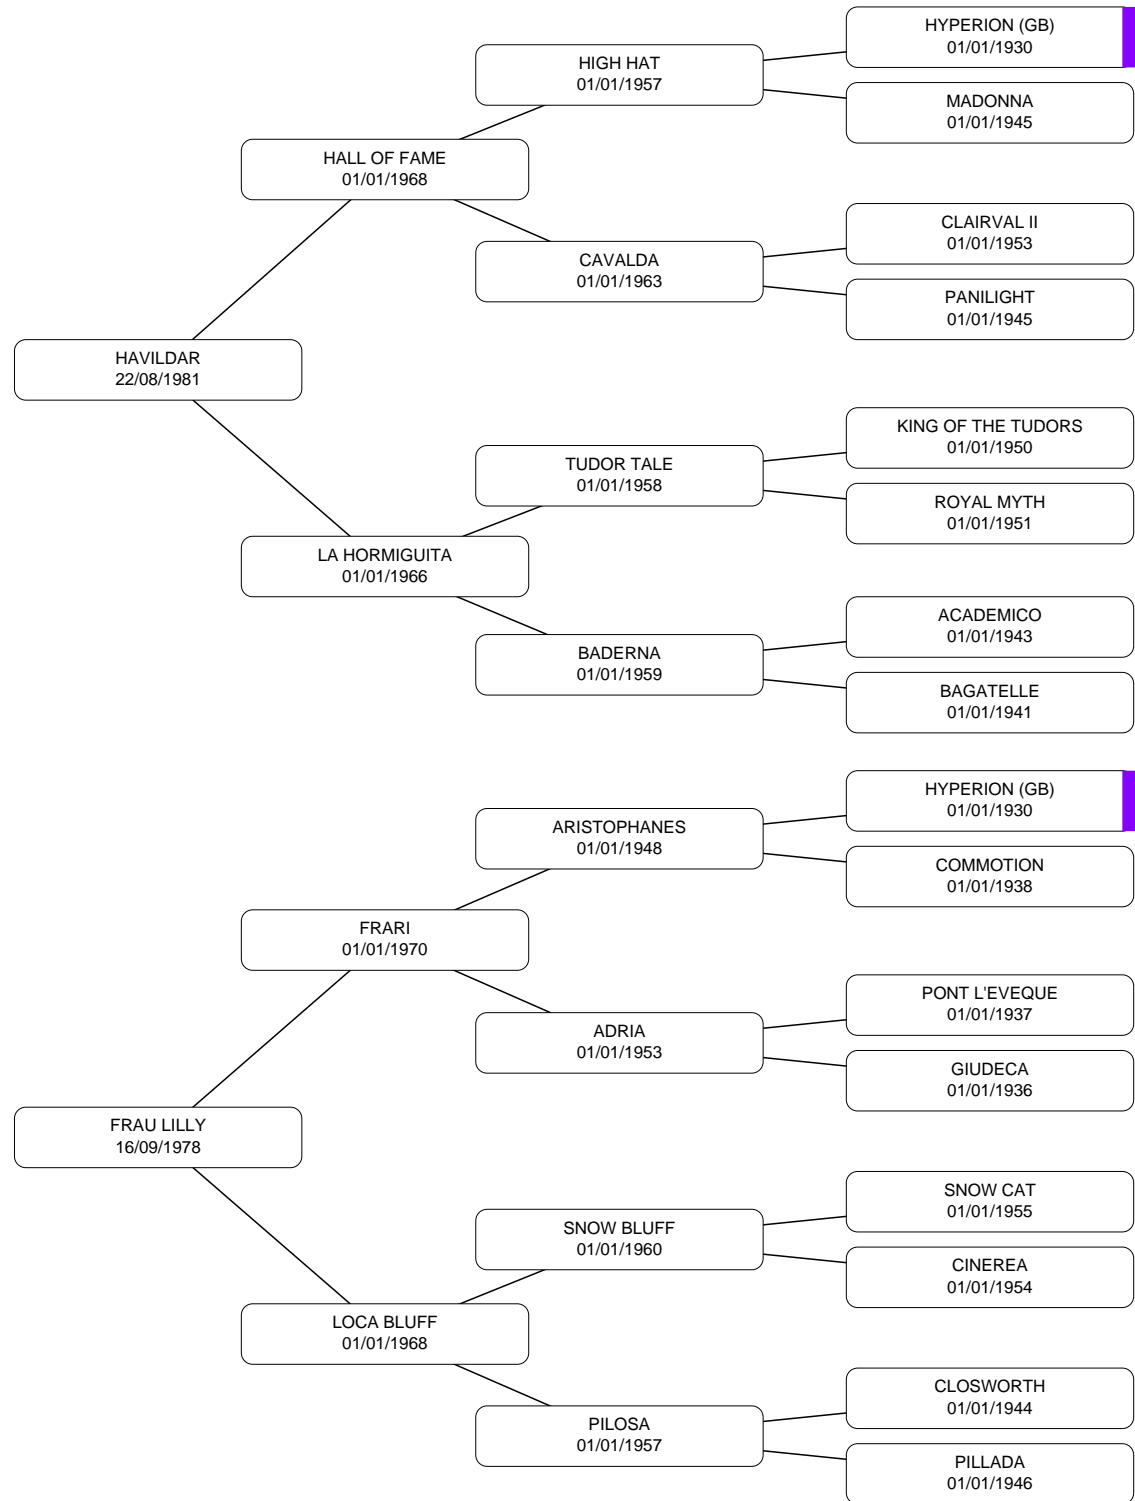 HYPERION (GB)
01/01/1930
HIGH HAT
01/01/1957
MADONNA
01/01/1945
HALL OF FAME
01/01/1968
CLAIRVAL II
01/01/1953
CAVALDA
01/01/1963
PANILIGHT
01/01/1945
HAVILDAR
22/08/1981
KING OF THE TUDORS
01/01/1950
TUDOR TALE
01/01/1958
ROYAL MYTH
01/01/1951
LA HORMIGUITA
01/01/1966
ACADEMICO
01/01/1943
BADERNA
01/01/1959
BAGATELLE
01/01/1941
HYPERION (GB)
01/01/1930
ARISTOPHANES
01/01/1948
COMMOTION
01/01/1938
FRARI
01/01/1970
PONT L'EVEQUE
01/01/1937
ADRIA
01/01/1953
GIUDECA
01/01/1936
FRAU LILLY
16/09/1978
SNOW CAT
01/01/1955
SNOW BLUFF
01/01/1960
CINEREA
01/01/1954
LOCA BLUFF
01/01/1968
CLOSWORTH
01/01/1944
PILOSA
01/01/1957
PILLADA
01/01/1946